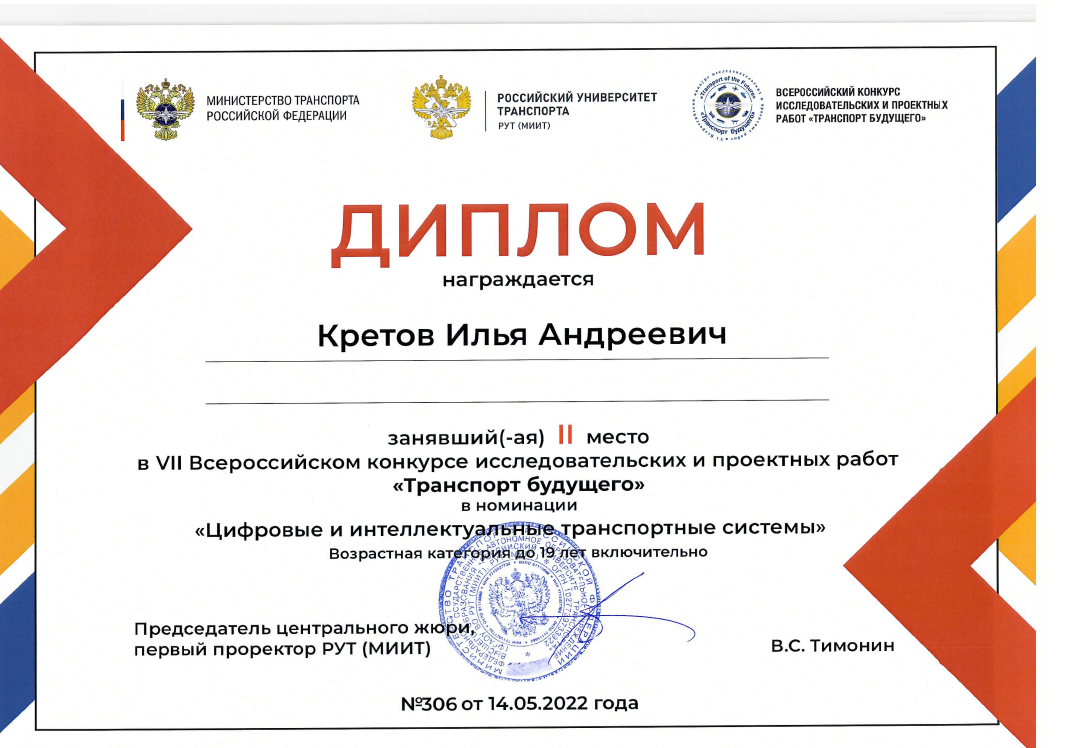 МИНИСТЕРСТВО ТРАНСПОРТА
РОССИЙСКОЙ ФЕДЕРАЦИИ
РОССИЙСКИЙ УНИВЕРСИТЕТ
ТРАНСПОРТА
РУТ (МИИТ)
Transport of the Future
«Транспорт будущего»
ВСЕРОССИЙСКИЙ КОНКУРС
ИССЛЕДОВАТЕЛЬСКИХ И ПРОЕКТНЫХ
РАБОТ «ТРАНСПОРТ БУДУЩЕГО»
ДИПЛОМ
награждается
Кретов Илья Андреевич
занявший(-ая) II место
в VII Всероссийском конкурсе исследовательских и проектных работ
«Транспорт будущего»
в номинации
«Цифровые и интеллектуальные транспортные системы»
Возрастная категория до 19 лет включительно
Председатель центрального жюри,
первый проректор РУТ (МИИТ)
В.С. Тимонин
№306 от 14.05.2022 года